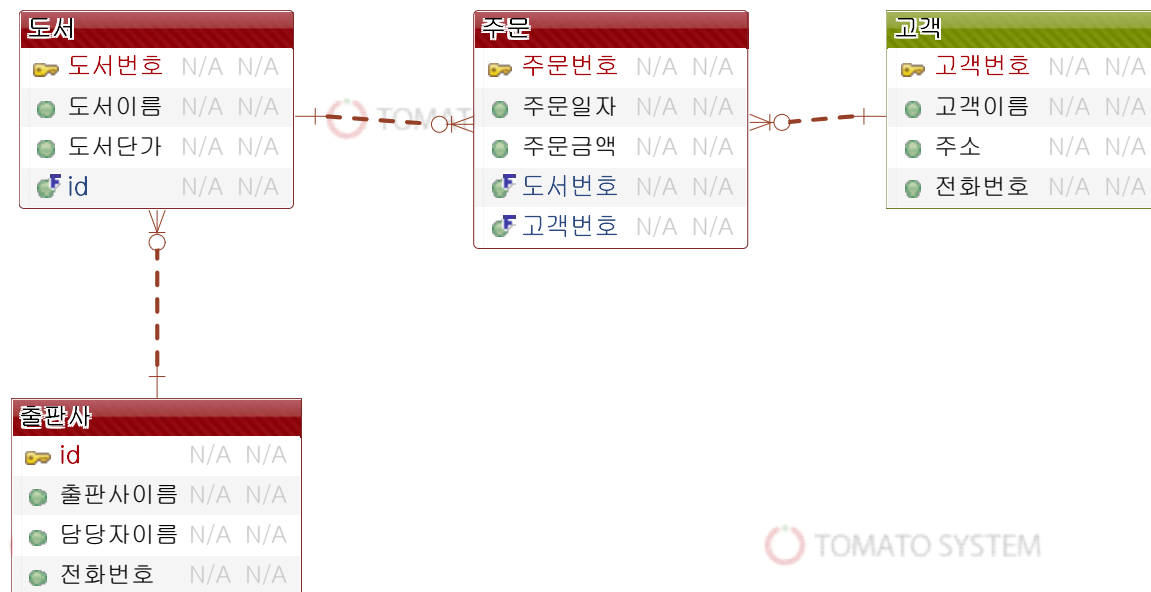 도서
도서번호 N/A N/A
도서이름 N/A N/A
도서단가 N/A N/A
id N/A N/A
주문
주문번호 N/A N/A
주문일자 N/A N/A
주문금액 N/A N/A
도서번호 N/A N/A
고객번호 N/A N/A
고객
고객번호 N/A N/A
고객이름 N/A N/A
주소 N/A N/A
전화번호 N/A N/A
TOMAT
출판사
id N/A N/A
출판사이름 N/A N/A
담당자이름 N/A N/A
전화번호 N/A N/A
TOMATO SYSTEM